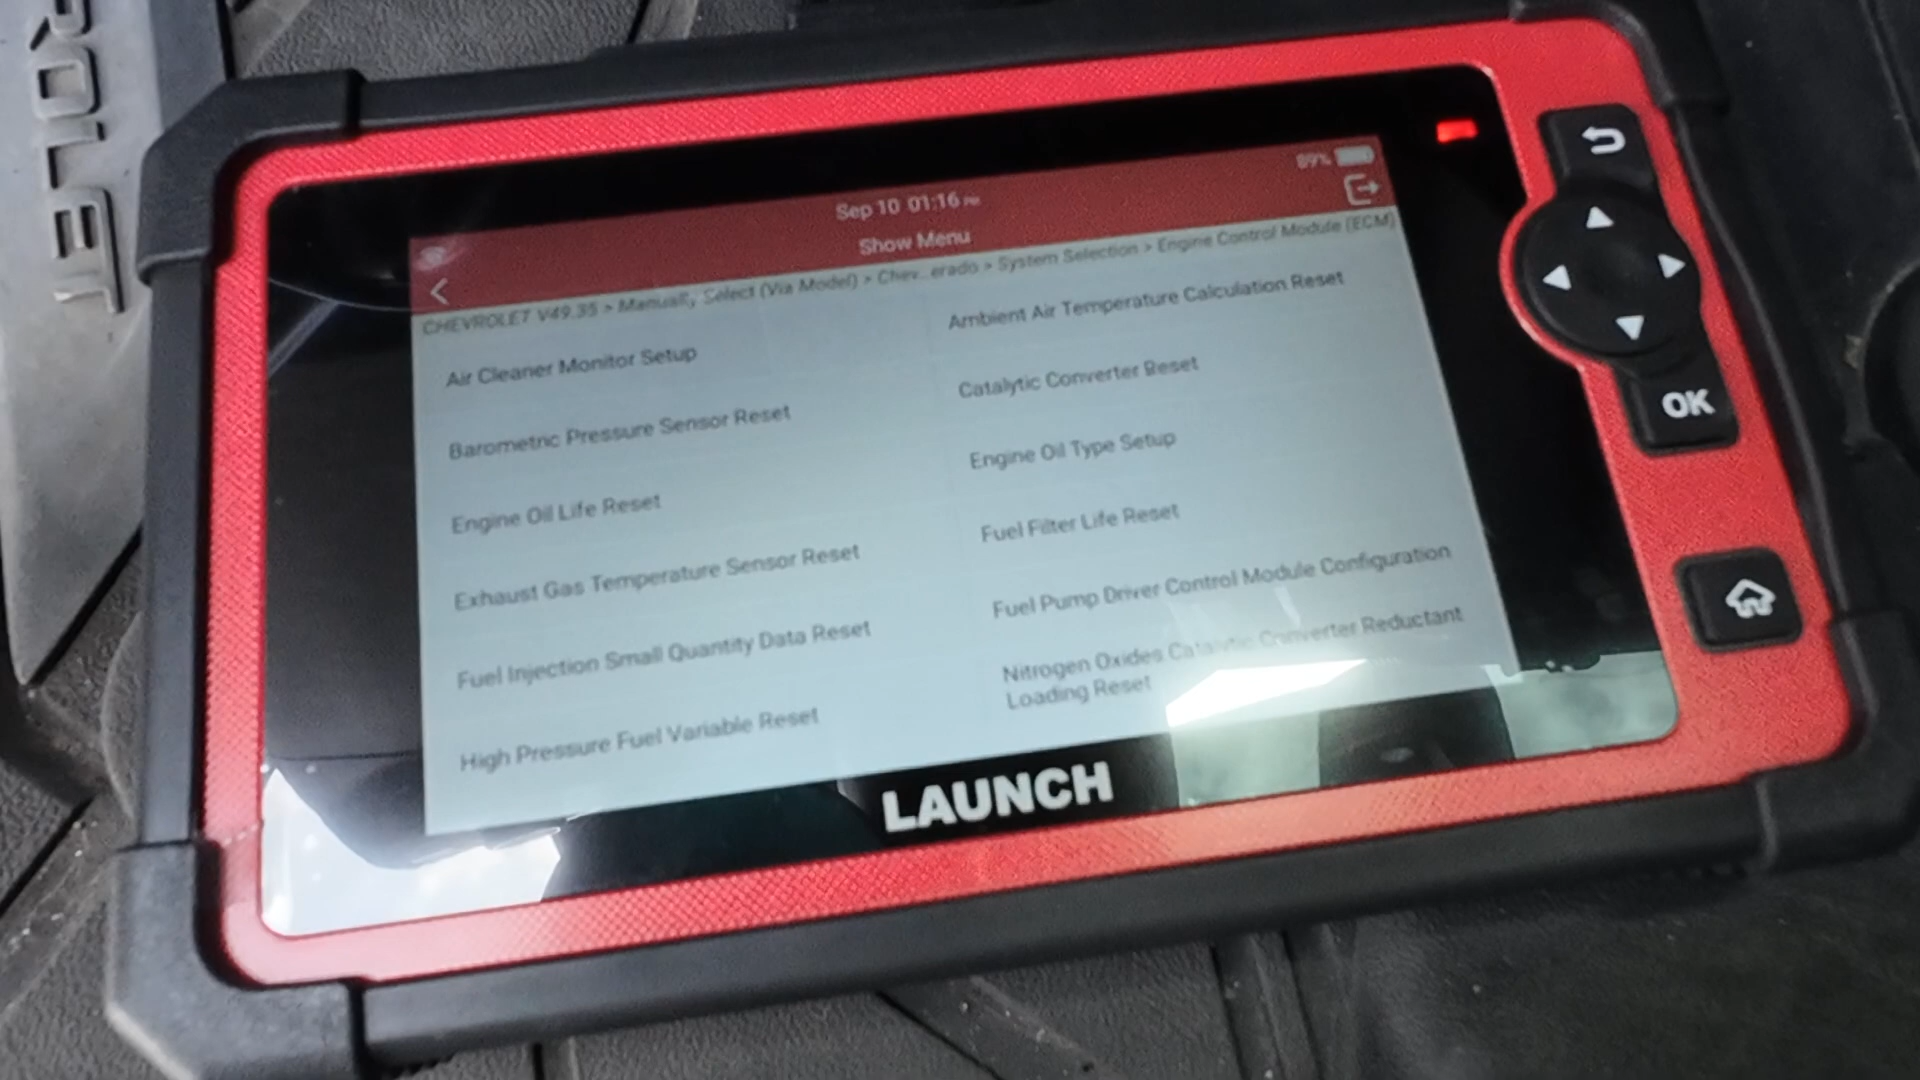 ROLET
89%
Sep 10 01:16 PM
Show Menu
CHEVROLET V49.35 > Manually Select (Via Model) > Chev...erado > System Selection > Engine Control Module (ECM)
Air Cleaner Monitor Setup
Ambient Air Temperature Calculation Reset
Barometric Pressure Sensor Reset
Catalytic Converter Reset
Engine Oil Life Reset
Engine Oil Type Setup
Exhaust Gas Temperature Sensor Reset
Fuel Filter Life Reset
Fuel Injection Small Quantity Data Reset
Fuel Pump Driver Control Module Configuration
High Pressure Fuel Variable Reset
Nitrogen Oxides Catalytic Converter Reductant
Loading Reset
LAUNCH
OK